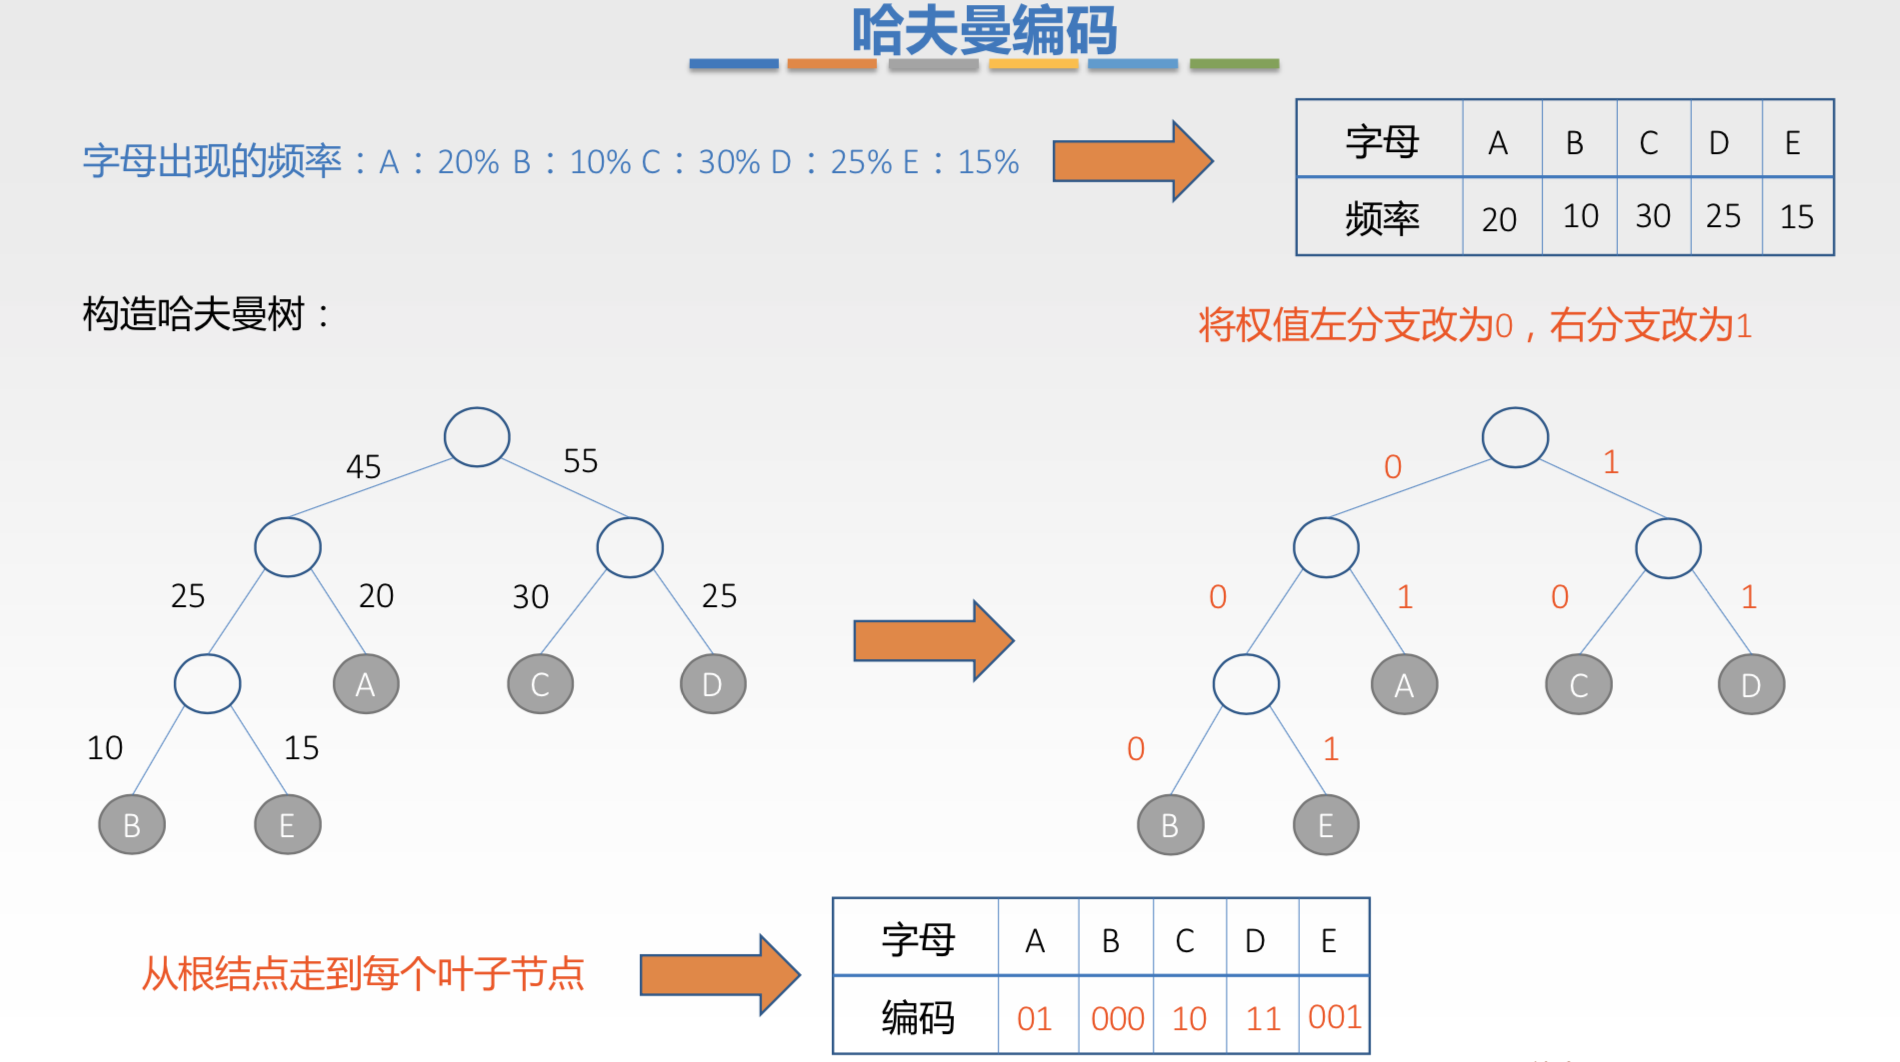 哈夫曼编码
字母出现的频率：A：20% B：10% C：30% D：25% E：15%
字母 A B C D E
频率 20 10 30 25 15
构造哈夫曼树：
将权值左分支改为0，右分支改为1
45 55
25 20 30 25
A C D
10 15
B E
0 1
0 1 0 1
A C D
0 1
B E
从根结点走到每个叶子节点
字母 A B C D E
编码 01 000 10 11 001